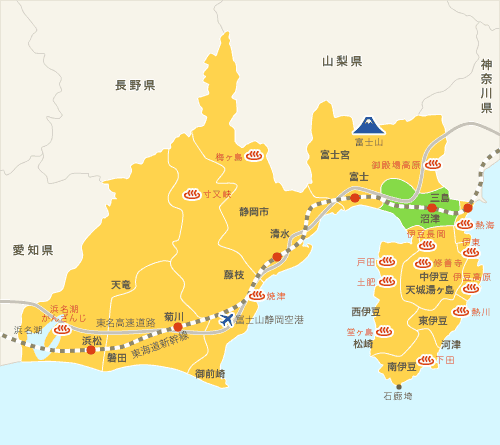 山梨県
神奈川県
長野県
富士山
富士宮
御殿場高原
梅ヶ島
富士
寸又峡
三島
静岡市
沼津
熱海
清水
伊豆長岡
伊東
愛知県
戸田
修善寺
藤枝
中伊豆
伊豆高原
土肥
天城湯ヶ島
天竜
焼津
浜名湖
かんざんじ
菊川
西伊豆
熱川
富士山静岡空港
東伊豆
東名高速道路
浜名湖
堂ヶ島
浜松
松崎
河津
東海道新幹線
磐田
下田
南伊豆
御前崎
石廊埼